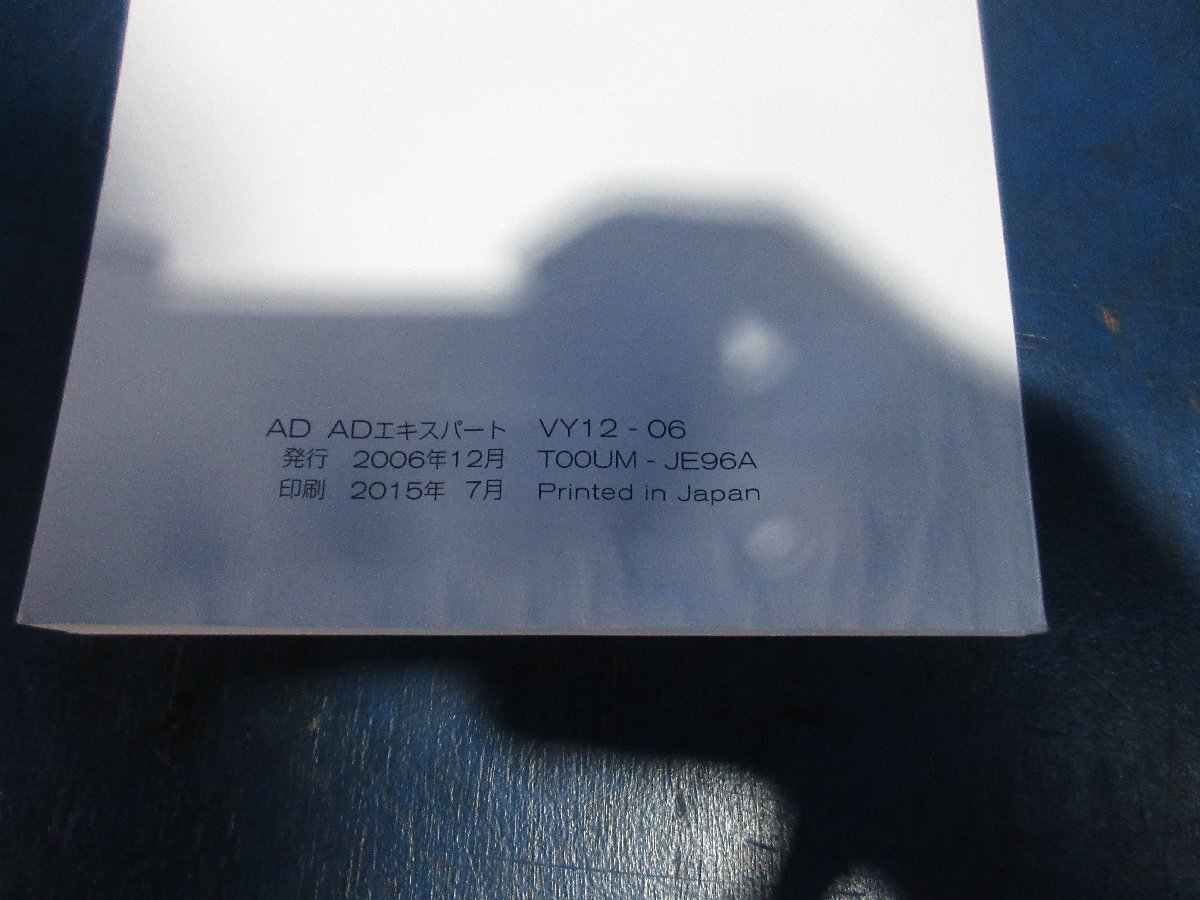 AD ADエキスパート VY12 - 06
発行 2006年12月 T00UM - JE96A
印刷 2015年 7月 Printed in Japan